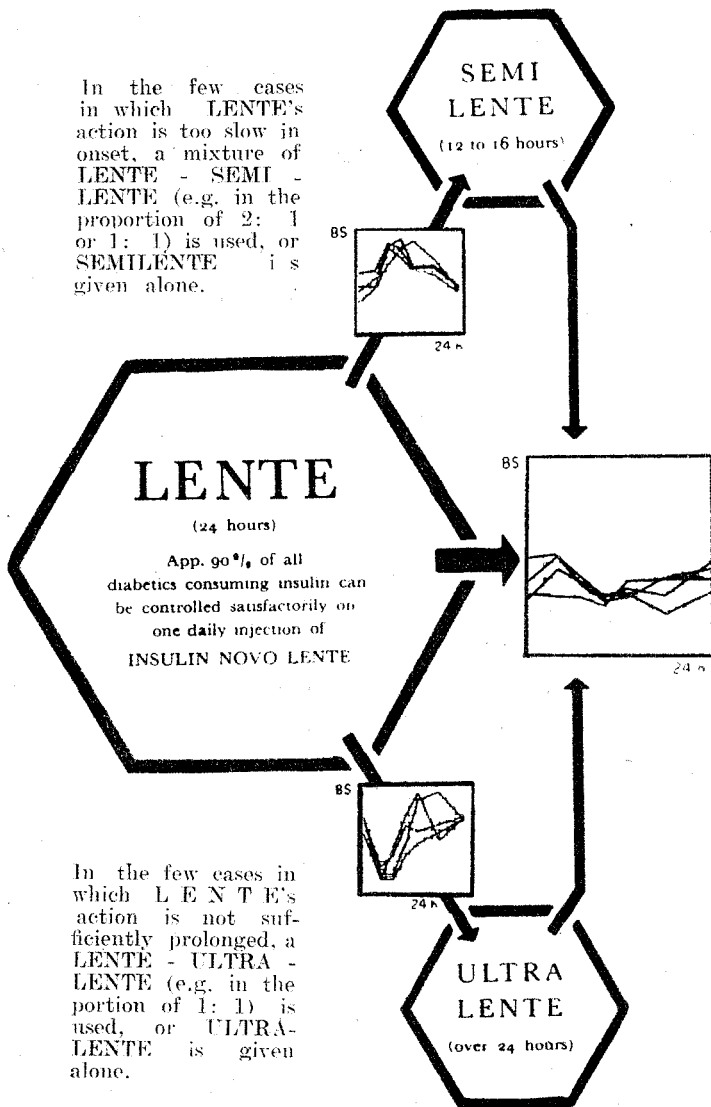 In the few cases
in which LENTE's
action is too slow in
onset, a mixture of
LENTE - SEMI -
LENTE (e.g. in the
proportion of 2: 1
or 1: 1) is used, or
SEMILENTE is
given alone.
SEMI
LENTE
(12 to 16 hours)
BS
24 h
LENTE
(24 hours)
App. 90% of all
diabetics consuming insulin can
be controlled satisfactorily on
one daily injection of
INSULIN NOVO LENTE
BS
24 h
BS
24 h
In the few cases in
which LENTE's
action is not suf-
ficiently prolonged, a
LENTE - ULTRA -
LENTE (e.g. in the
portion of 1: 1) is
used, or ULTRA-
LENTE is given
alone.
ULTRA
LENTE
(over 24 hours)